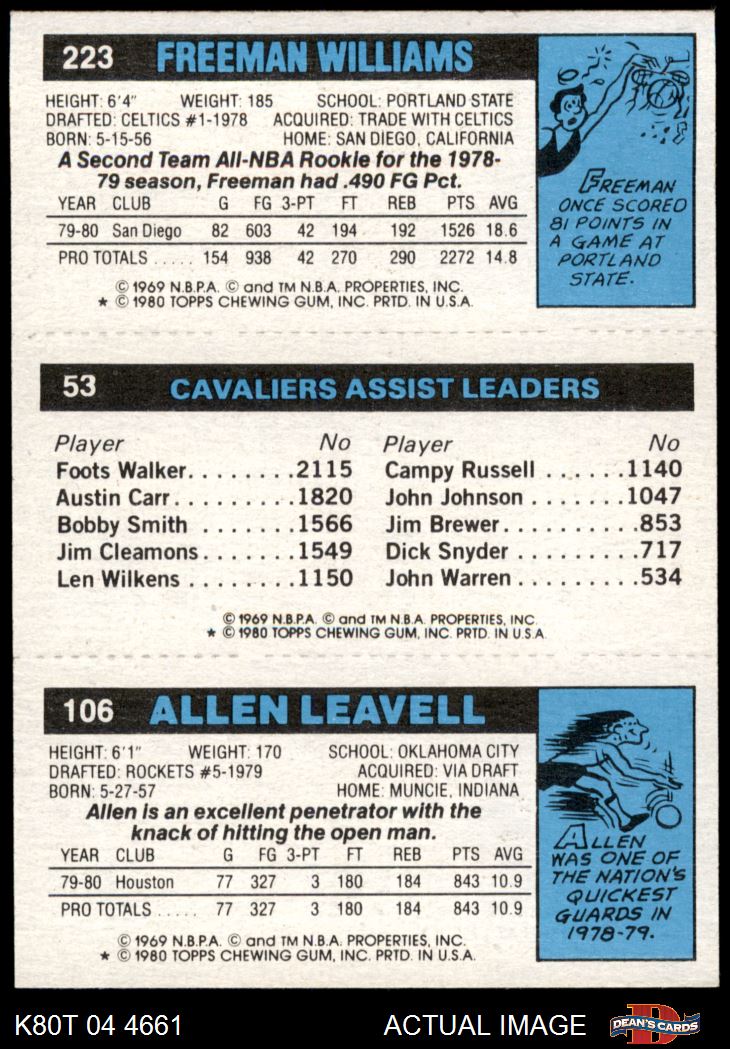 223 FREEMAN WILLIAMS
HEIGHT: 6'4" WEIGHT: 185 SCHOOL: PORTLAND STATE
DRAFTED: CELTICS #1-1978 ACQUIRED: TRADE WITH CELTICS
BORN: 5-15-56 HOME: SAN DIEGO, CALIFORNIA
A Second Team All-NBA Rookie for the 1978-
79 season, Freeman had .490 FG Pct.
YEAR CLUB G FG 3-PT FT REB PTS AVG
79-80 San Diego 82 603 42 194 192 1526 18.6
PRO TOTALS ..... 154 938 42 270 290 2272 14.8
© 1969 N.B.P.A. © and TM N.B.A. PROPERTIES, INC.
* © 1980 TOPPS CHEWING GUM, INC. PRTD. IN U.S.A.
FREEMAN
ONCE SCORED
81 POINTS IN
A GAME AT
PORTLAND
STATE.
53 CAVALIERS ASSIST LEADERS
Player No Player No
Foots Walker........2115 Campy Russell ......1140
Austin Carr.........1820 John Johnson .......1047
Bobby Smith ........1566 Jim Brewer..........853
Jim Cleamons.......1549 Dick Snyder .........717
Len Wilkens ........1150 John Warren .........534
© 1969 N.B.P.A. © and TM N.B.A. PROPERTIES, INC.
* © 1980 TOPPS CHEWING GUM, INC. PRTD. IN U.S.A.
106 ALLEN LEAVELL
HEIGHT: 6'1" WEIGHT: 170 SCHOOL: OKLAHOMA CITY
DRAFTED: ROCKETS #5-1979 ACQUIRED: VIA DRAFT
BORN: 5-27-57 HOME: MUNCIE, INDIANA
Allen is an excellent penetrator with the
knack of hitting the open man.
YEAR CLUB G FG 3-PT FT REB PTS AVG
79-80 Houston 77 327 3 180 184 843 10.9
PRO TOTALS ..... 77 327 3 180 184 843 10.9
© 1969 N.B.P.A. © and TM N.B.A. PROPERTIES, INC.
* © 1980 TOPPS CHEWING GUM, INC. PRTD. IN U.S.A.
ALLEN
WAS ONE OF
THE NATION'S
QUICKEST
GUARDS IN
1978-79.
K80T 04 4661 ACTUAL IMAGE DEAN'S CARDS